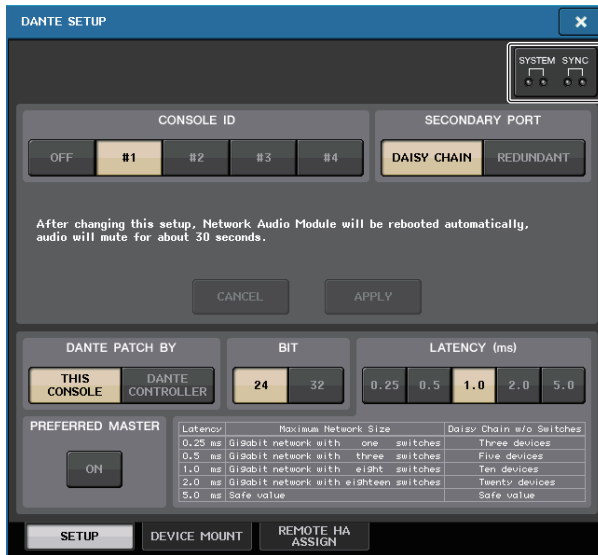 DANTE SETUP
SYSTEM SYNC
CONSOLE ID
SECONDARY PORT
OFF #1 #2 #3 #4
DAISY CHAIN REDUNDANT
After changing this setup, Network Audio Module will be rebooted automatically,
audio will mute for about 30 seconds.
CANCEL APPLY
DANTE PATCH BY
BIT
LATENCY (ms)
THIS CONSOLE
DANTE CONTROLLER
24 32
0.25 0.5 1.0 2.0 5.0
PREFERRED MASTER
ON
Latency Maximum Network Size Daisy Chain w/o Switches
0.25 ms Gigabit network with one switches Three devices
0.5 ms Gigabit network with three switches Five devices
1.0 ms Gigabit network with eight switches Ten devices
2.0 ms Gigabit network with eighteen switches Twenty devices
5.0 ms Safe value Safe value
SETUP
DEVICE MOUNT
REMOTE HA
ASSIGN